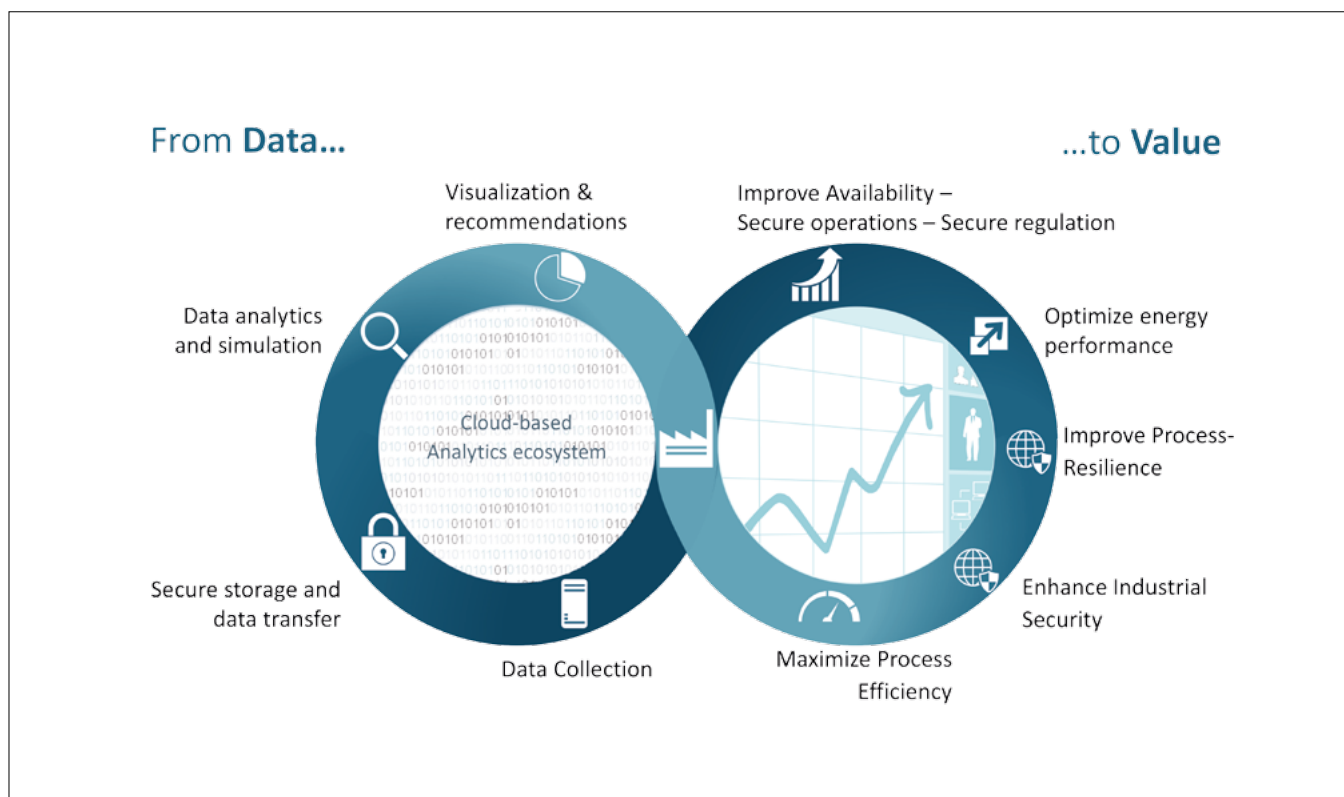 From Data...
...to Value
Visualization &
recommendations
Improve Availability –
Secure operations – Secure regulation
Data analytics
and simulation
Optimize energy
performance
Cloud-based
Analytics ecosystem
Improve Process-
Resilience
Secure storage and
data transfer
Enhance Industrial
Security
Data Collection
Maximize Process
Efficiency